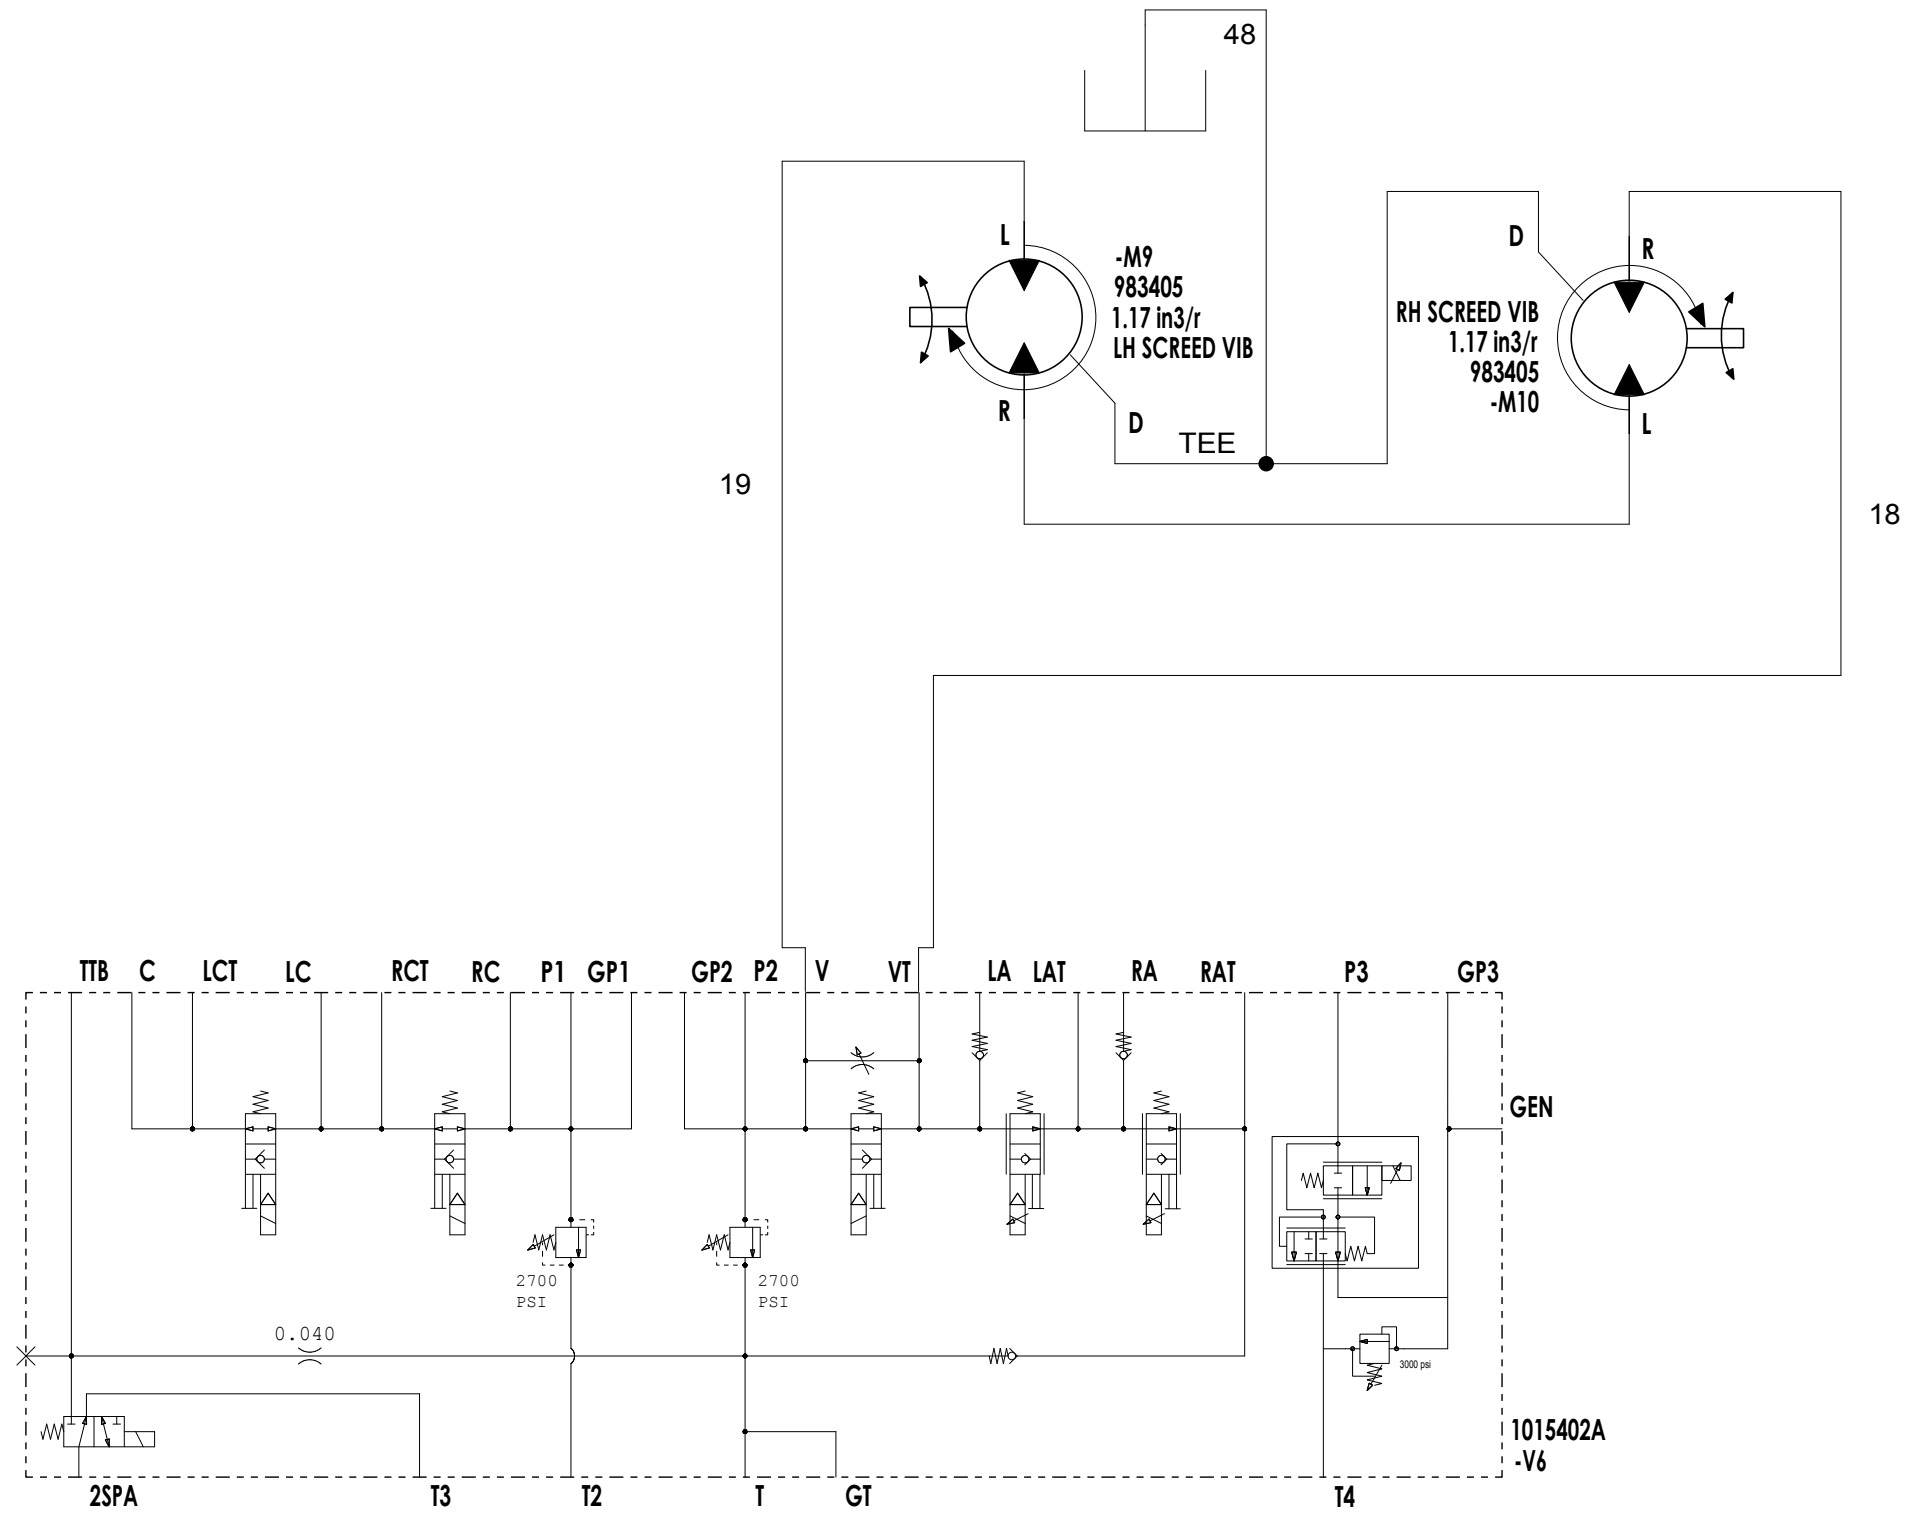 48
L
-M9
983405
1.17 in3/r
LH SCREED VIB
R
D
TEE
D
R
RH SCREED VIB
1.17 in3/r
983405
-M10
L
19
18
TTB C LCT LC RCT RC P1 GP1 GP2 P2 V VT LA LAT RA RAT P3 GP3
GEN
2700
PSI
2700
PSI
0.040
3000 psi
1015402A
-V6
2SPA T3 T2 T GT T4